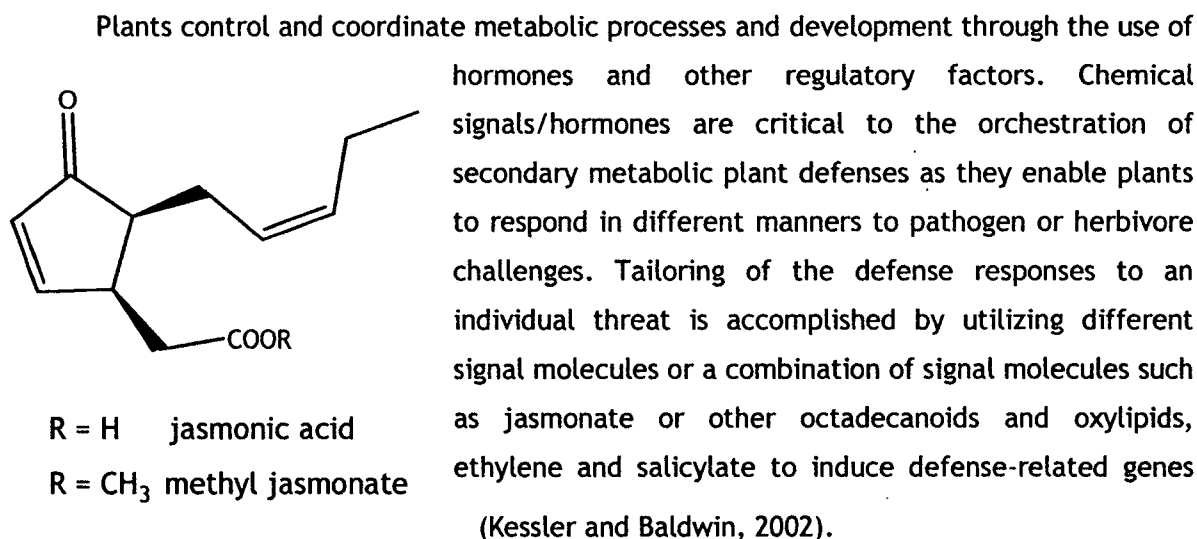 Plants control and coordinate metabolic processes and development through the use of
hormones and other regulatory factors. Chemical
signals/hormones are critical to the orchestration of
secondary metabolic plant defenses as they enable plants
to respond in different manners to pathogen or herbivore
challenges. Tailoring of the defense responses to an
individual threat is accomplished by utilizing different
signal molecules or a combination of signal molecules such
as jasmonate or other octadecanoids and oxylipids,
ethylene and salicylate to induce defense-related genes
(Kessler and Baldwin, 2002).
O
COOR
R = H jasmonic acid
R = CH₃ methyl jasmonate